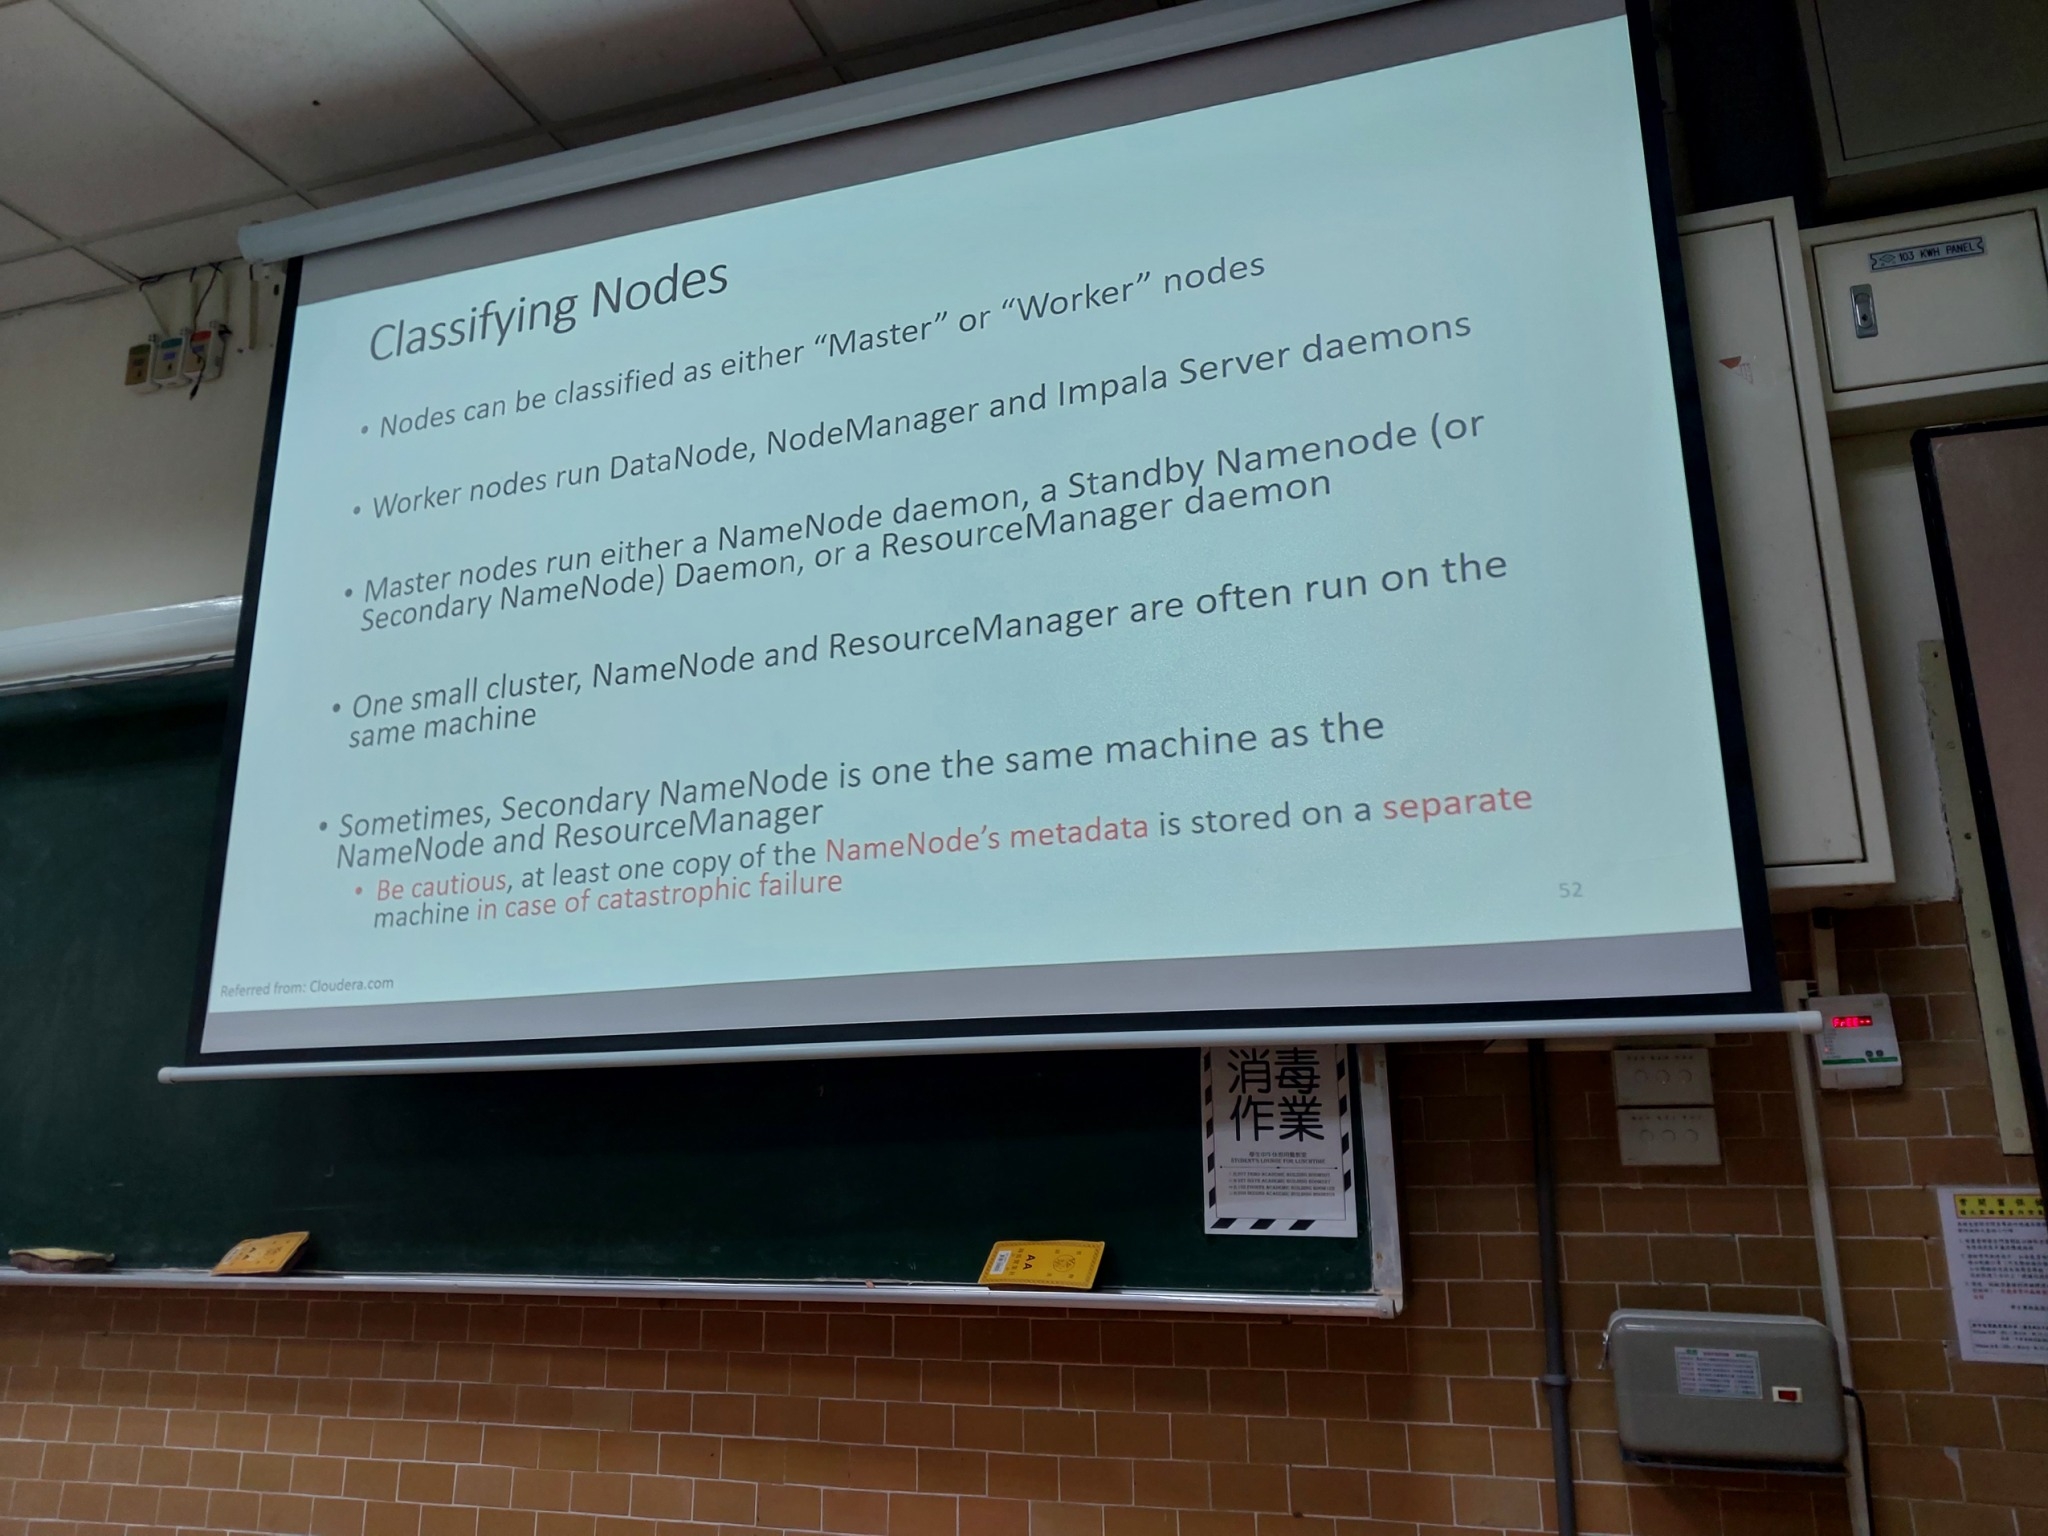 Classifying Nodes
• Nodes can be classified as either “Master” or “Worker” nodes
• Worker nodes run DataNode, NodeManager and Impala Server daemons
• Master nodes run either a NameNode daemon, a Standby Namenode (or
Secondary NameNode) Daemon, or a ResourceManager daemon
• One small cluster, NameNode and ResourceManager are often run on the
same machine
• Sometimes, Secondary NameNode is one the same machine as the
NameNode and ResourceManager
• Be cautious, at least one copy of the NameNode’s metadata is stored on a separate
machine in case of catastrophic failure
52
Referred from: Cloudera.com
103 KWH PANEL
消毒
作業
STUDENT'S LOUNGE FOR LUNCHTIME
AA
AA